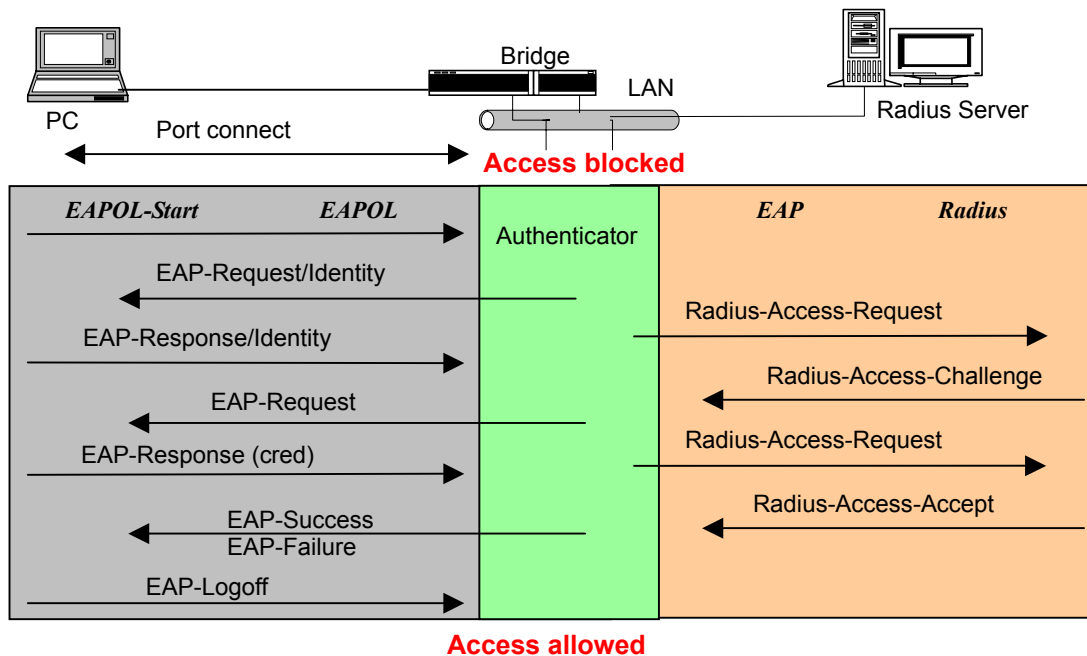 Bridge
LAN
PC
Radius Server
Port connect
Access blocked
EAPOL-Start EAPOL
EAP Radius
Authenticator
EAP-Request/Identity
Radius-Access-Request
EAP-Response/Identity
Radius-Access-Challenge
EAP-Request
Radius-Access-Request
EAP-Response (cred)
Radius-Access-Accept
EAP-Success
EAP-Failure
EAP-Logoff
Access allowed